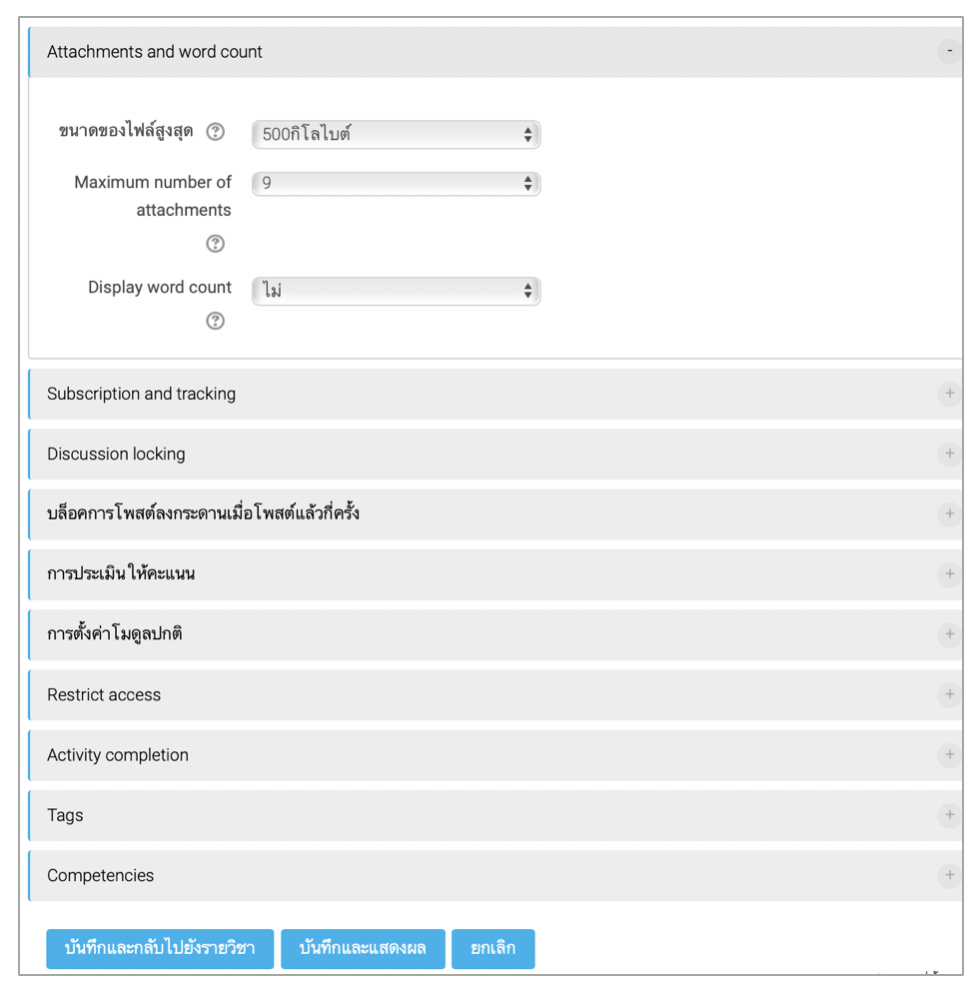 Attachments and word count
-
ขนาดของไฟล์สูงสุด ? 500กิโลไบต์
Maximum number of 9
attachments
?
Display word count ไม่
?
Subscription and tracking +
Discussion locking +
บล็อคการโพสต์ลงกระดานเมื่อโพสต์แล้วกี่ครั้ง +
การประเมิน ให้คะแนน +
การตั้งค่าโมดูลปกติ +
Restrict access +
Activity completion +
Tags +
Competencies +
บันทึกและกลับไปยังรายวิชา บันทึกและแสดงผล ยกเลิก